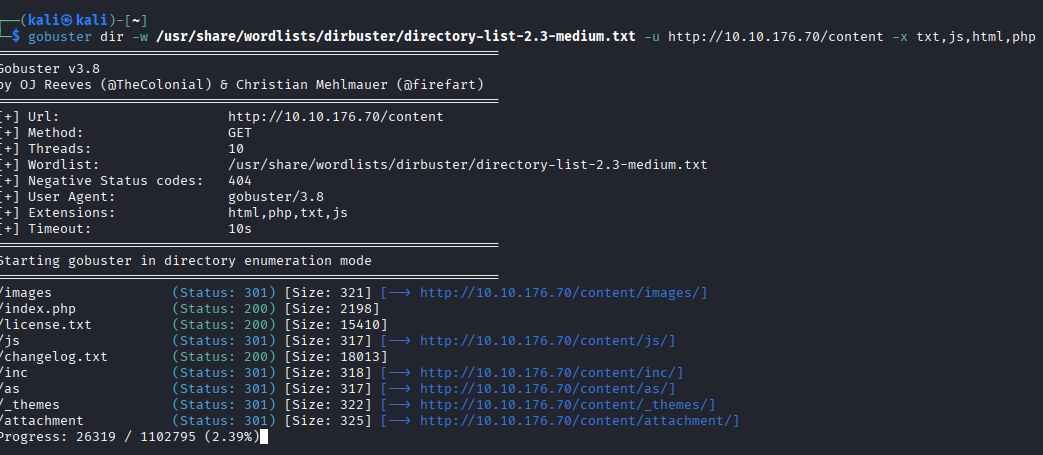 (kali㉿kali)-[~]
$ gobuster dir -w /usr/share/wordlists/dirbuster/directory-list-2.3-medium.txt -u http://10.10.176.70/content -x txt,js,html,php
Gobuster v3.8
by OJ Reeves (@TheColonial) & Christian Mehlmauer (@firefart)
[+] Url: http://10.10.176.70/content
[+] Method: GET
[+] Threads: 10
[+] Wordlist: /usr/share/wordlists/dirbuster/directory-list-2.3-medium.txt
[+] Negative Status codes: 404
[+] User Agent: gobuster/3.8
[+] Extensions: html,php,txt,js
[+] Timeout: 10s
Starting gobuster in directory enumeration mode
/images (Status: 301) [Size: 321] [--> http://10.10.176.70/content/images/]
/index.php (Status: 200) [Size: 2198]
/license.txt (Status: 200) [Size: 15410]
/js (Status: 301) [Size: 317] [--> http://10.10.176.70/content/js/]
/changelog.txt (Status: 200) [Size: 18013]
/inc (Status: 301) [Size: 318] [--> http://10.10.176.70/content/inc/]
/as (Status: 301) [Size: 317] [--> http://10.10.176.70/content/as/]
/_themes (Status: 301) [Size: 322] [--> http://10.10.176.70/content/_themes/]
/attachment (Status: 301) [Size: 325] [--> http://10.10.176.70/content/attachment/]
Progress: 26319 / 1102795 (2.39%)